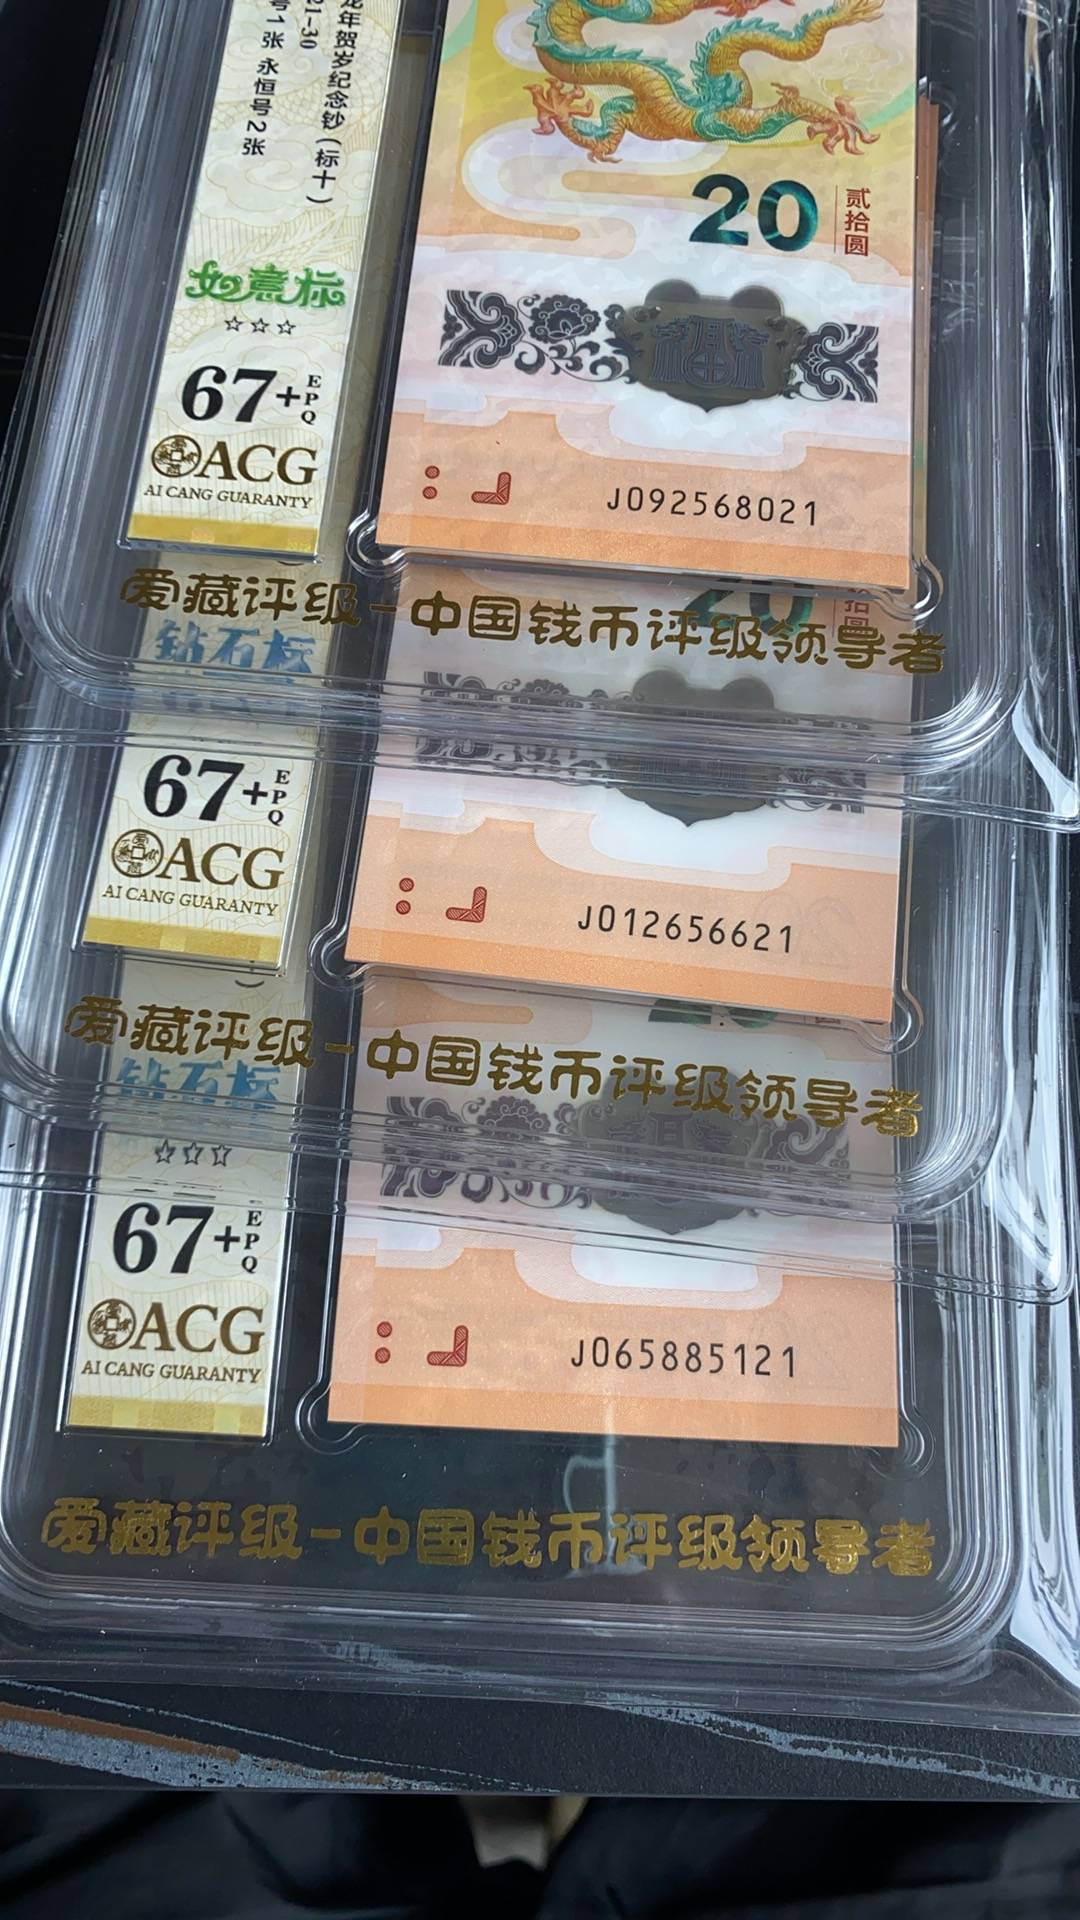 龙年贺岁纪念钞(标十)
21-30
号1张 永恒号2张
如意标
☆☆☆
67+EPQ
ACG
AI CANG GUARANTY
20
贰拾圆
J092568021
爱藏评级-中国钱币评级领导者
钻石标
67+EPQ
ACG
AI CANG GUARANTY
20
拾圆
J012656621
爱藏评级-中国钱币评级领导者
钻石标
☆☆☆
67+EPQ
ACG
AI CANG GUARANTY
20
J065885121
爱藏评级-中国钱币评级领导者